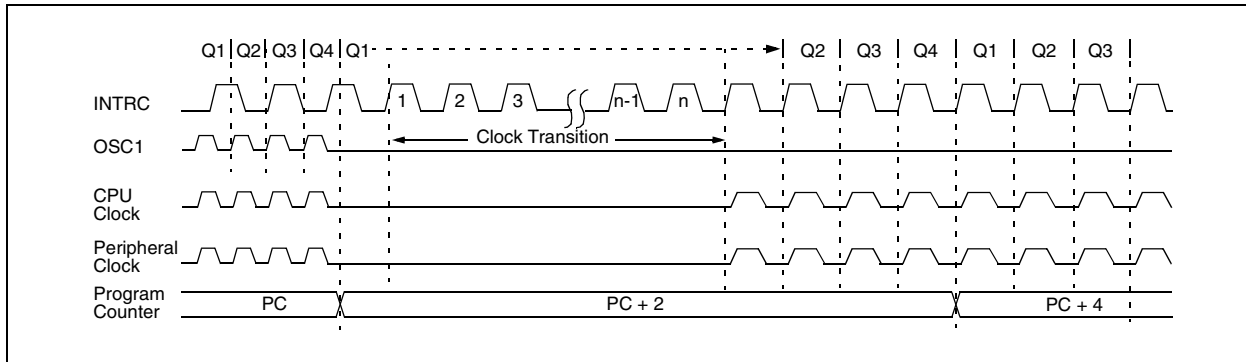 Q1 Q2 Q3 Q4 Q1 Q2 Q3 Q4 Q1 Q2 Q3
INTRC 1 2 3 n-1 n
OSC1 Clock Transition
CPU
Clock
Peripheral
Clock
Program
Counter
PC PC + 2 PC + 4